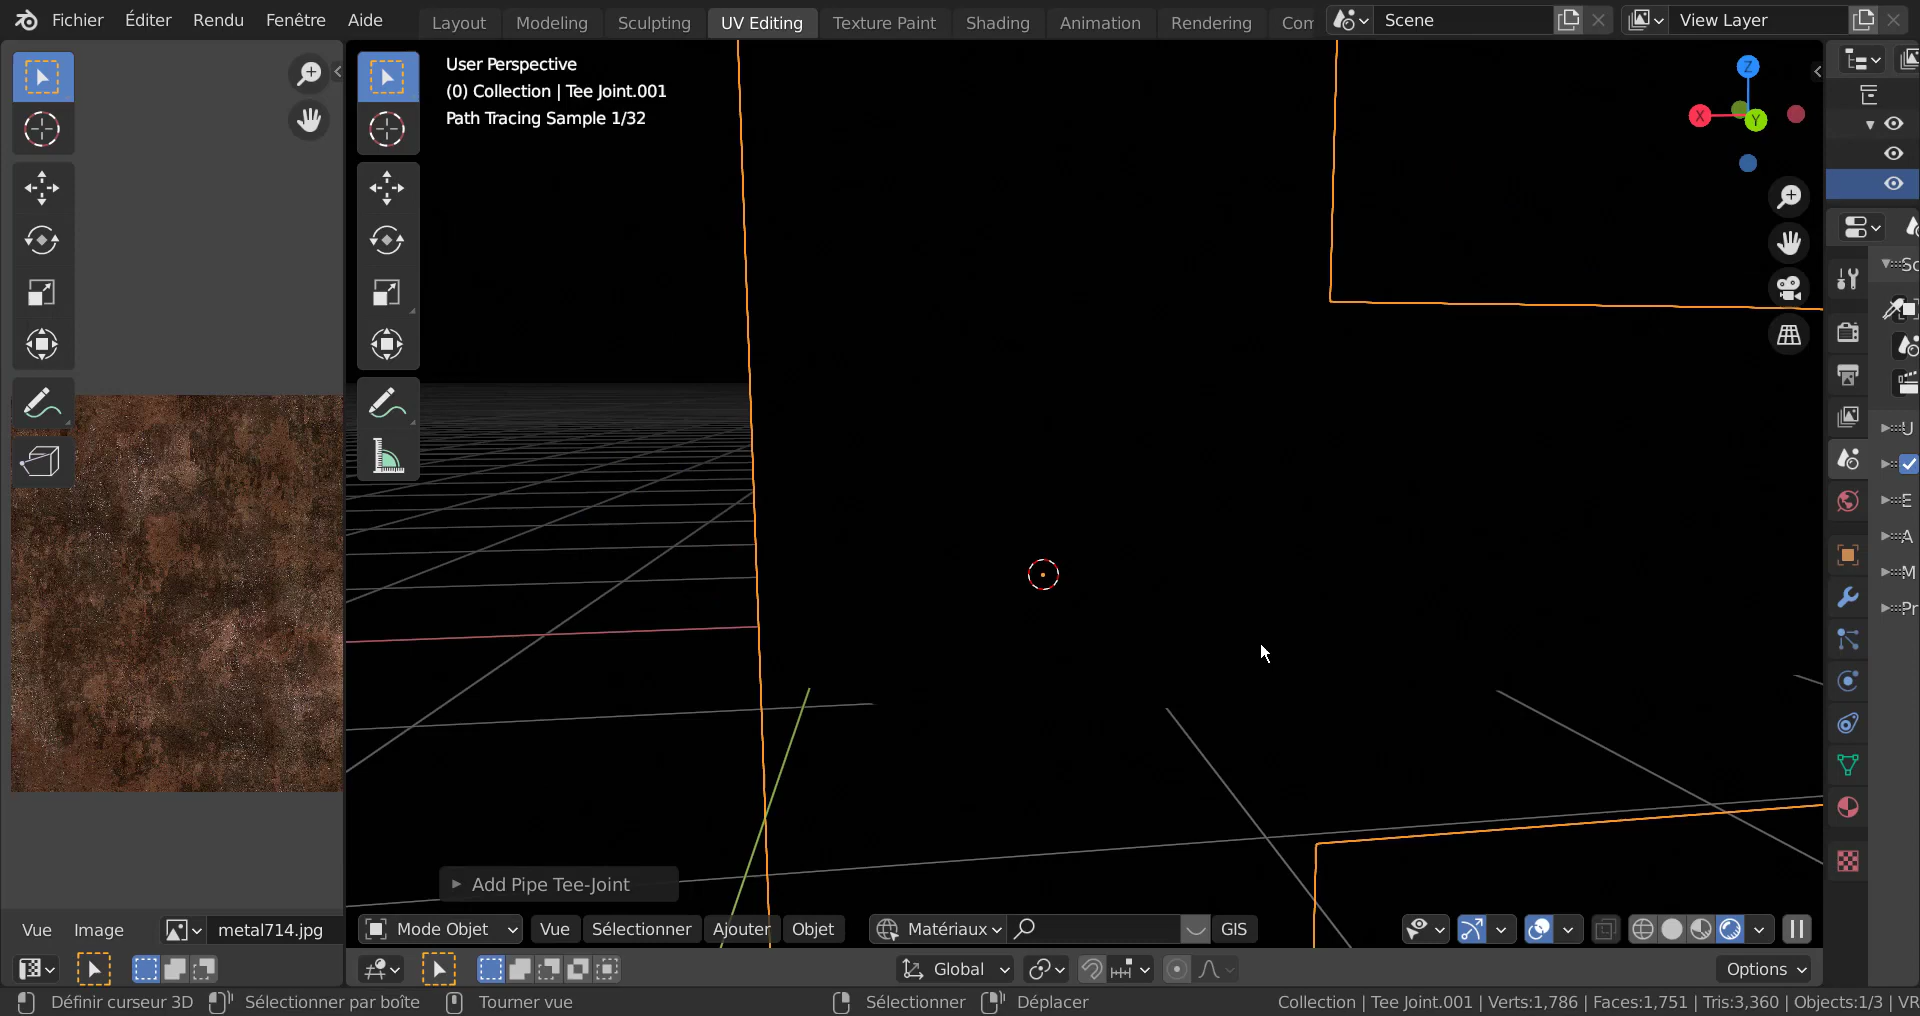 Fichier Éditer Rendu Fenêtre Aide Layout Modeling Sculpting UV Editing Texture Paint Shading Animation Rendering Com Scene View Layer
User Perspective
(0) Collection | Tee Joint.001
Path Tracing Sample 1/32
Z
X
Y
Sc
U
E
A
M
Pr
Add Pipe Tee-Joint
Vue Image metal714.jpg Mode Objet Vue Sélectionner Ajouter Objet Matériaux GIS
Global Options
Définir curseur 3D Sélectionner par boîte Tourner vue Sélectionner Déplacer Collection | Tee Joint.001 | Verts:1,786 | Faces:1,751 | Tris:3,360 | Objects:1/3 | VR